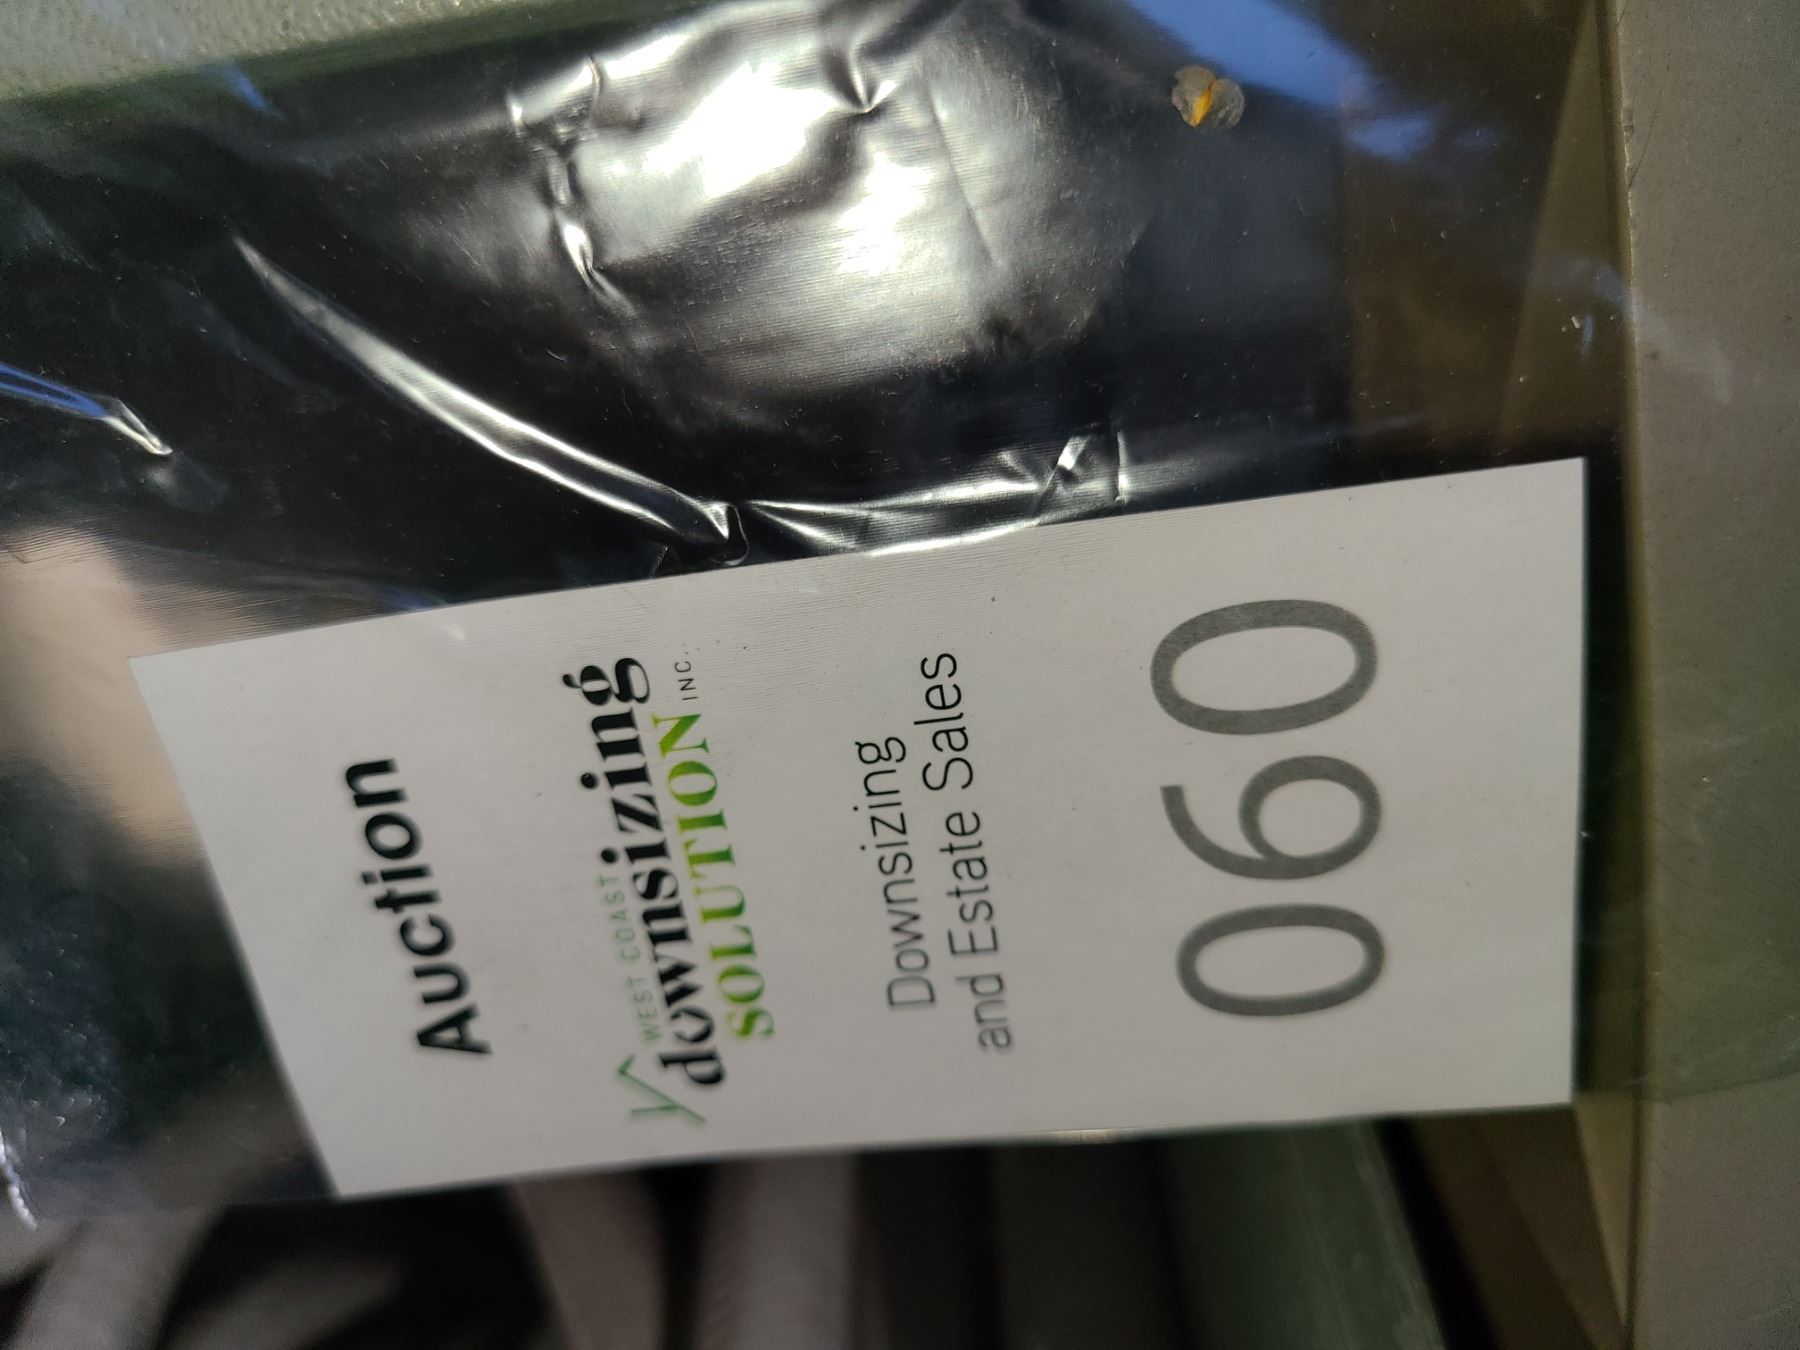 Auction
WEST COAST
downsizing
SOLUTION INC.
Downsizing
and Estate Sales
060